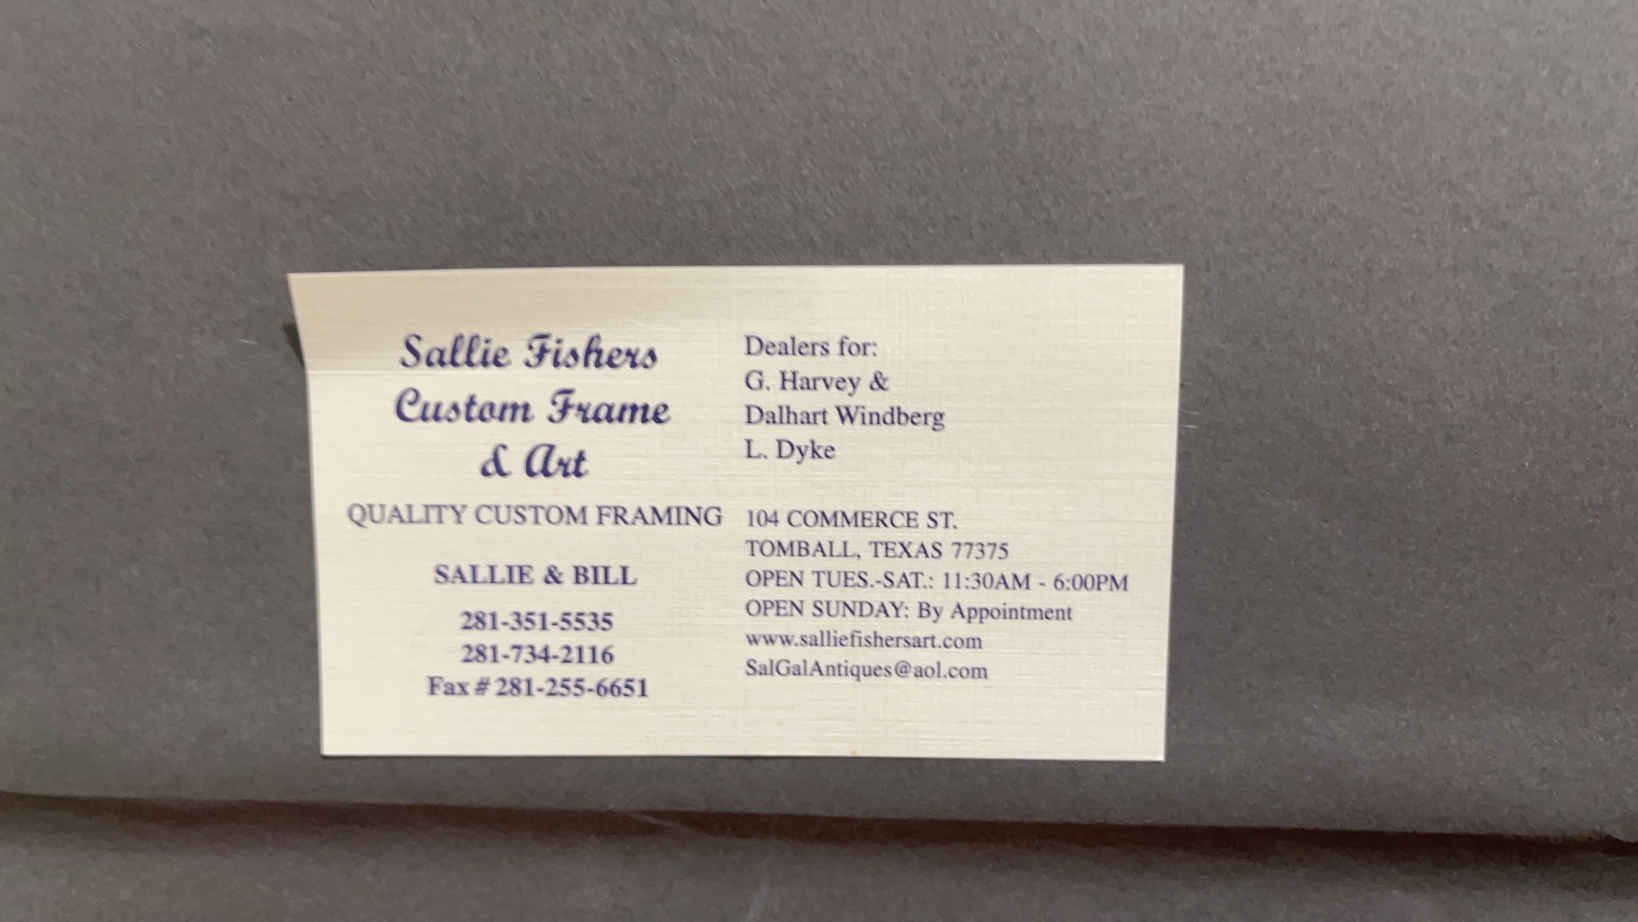 Sallie Fishers
Custom Frame
& Art
QUALITY CUSTOM FRAMING
SALLIE & BILL
281-351-5535
281-734-2116
Fax # 281-255-6651
Dealers for:
G. Harvey &
Dalhart Windberg
L. Dyke
104 COMMERCE ST.
TOMBALL, TEXAS 77375
OPEN TUES.-SAT.: 11:30AM - 6:00PM
OPEN SUNDAY: By Appointment
www.salliefishersart.com
SalGalAntiques@aol.com